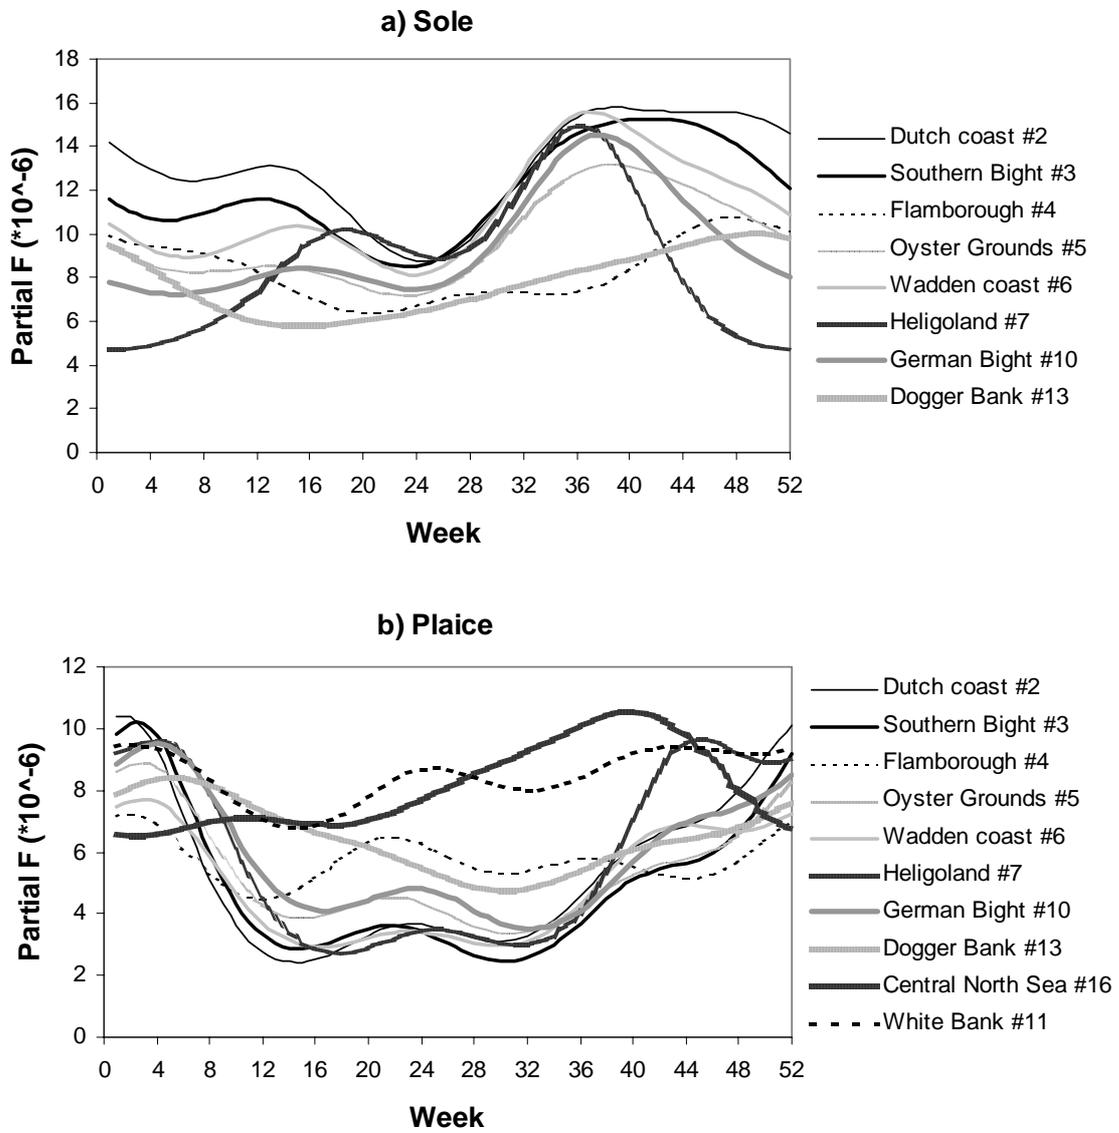 a) Sole
Partial F (*10^-6)
18
16
14
12
10
8
6
4
2
0
0 4 8 12 16 20 24 28 32 36 40 44 48 52
Week
Dutch coast #2
Southern Bight #3
Flamborough #4
Oyster Grounds #5
Wadden coast #6
Heligoland #7
German Bight #10
Dogger Bank #13
b) Plaice
Partial F (*10^-6)
12
10
8
6
4
2
0
0 4 8 12 16 20 24 28 32 36 40 44 48 52
Week
Dutch coast #2
Southern Bight #3
Flamborough #4
Oyster Grounds #5
Wadden coast #6
Heligoland #7
German Bight #10
Dogger Bank #13
Central North Sea #16
White Bank #11